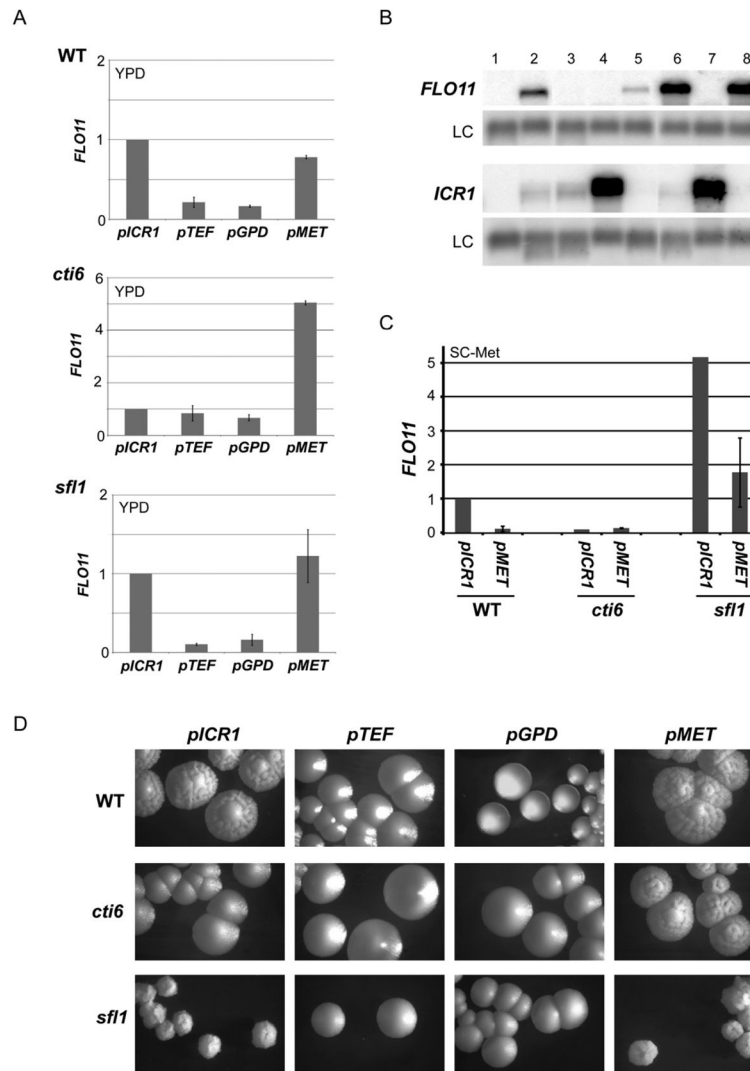 A
WT
YPD
2
1
0
FLO11
pICR1 pTEF pGPD pMET
cti6
YPD
6
4
2
0
FLO11
pICR1 pTEF pGPD pMET
sfl1
YPD
2
1
0
FLO11
pICR1 pTEF pGPD pMET
B
1 2 3 4 5 6 7 8
FLO11
LC
ICR1
LC
C
SC-Met
5
4
3
2
1
0
FLO11
pICR1 pMET pICR1 pMET pICR1 pMET
WT cti6 sfl1
D
pICR1 pTEF pGPD pMET
WT
cti6
sfl1